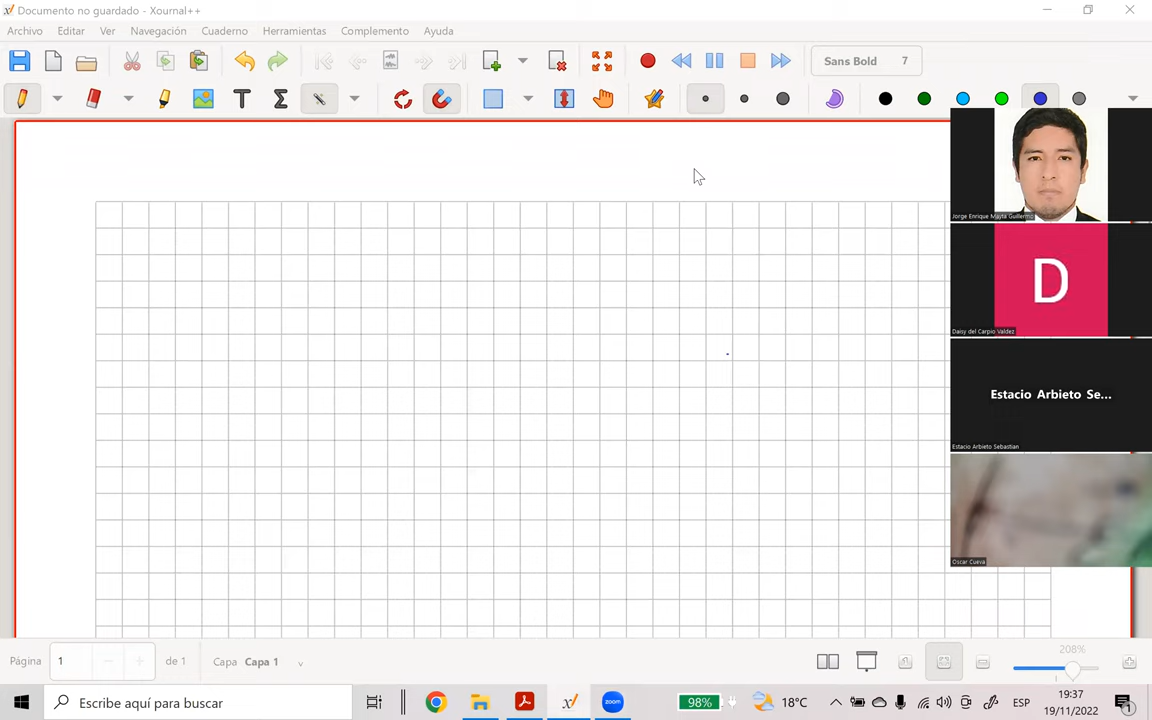 Documento no guardado - Xournal++
Archivo Editar Ver Navegación Cuaderno Herramientas Complemento Ayuda
Sans Bold 7
Jorge Enrique Mayta Guillermo
D
Daisy del Carpio Valdez
Estacio Arbieto Se...
Estacio Arbieto Sebastian
Oscar Cueva
Página 1 de 1 Capa Capa 1
208%
Escribe aquí para buscar
98%
18°C
ESP
19:37
19/11/2022
1